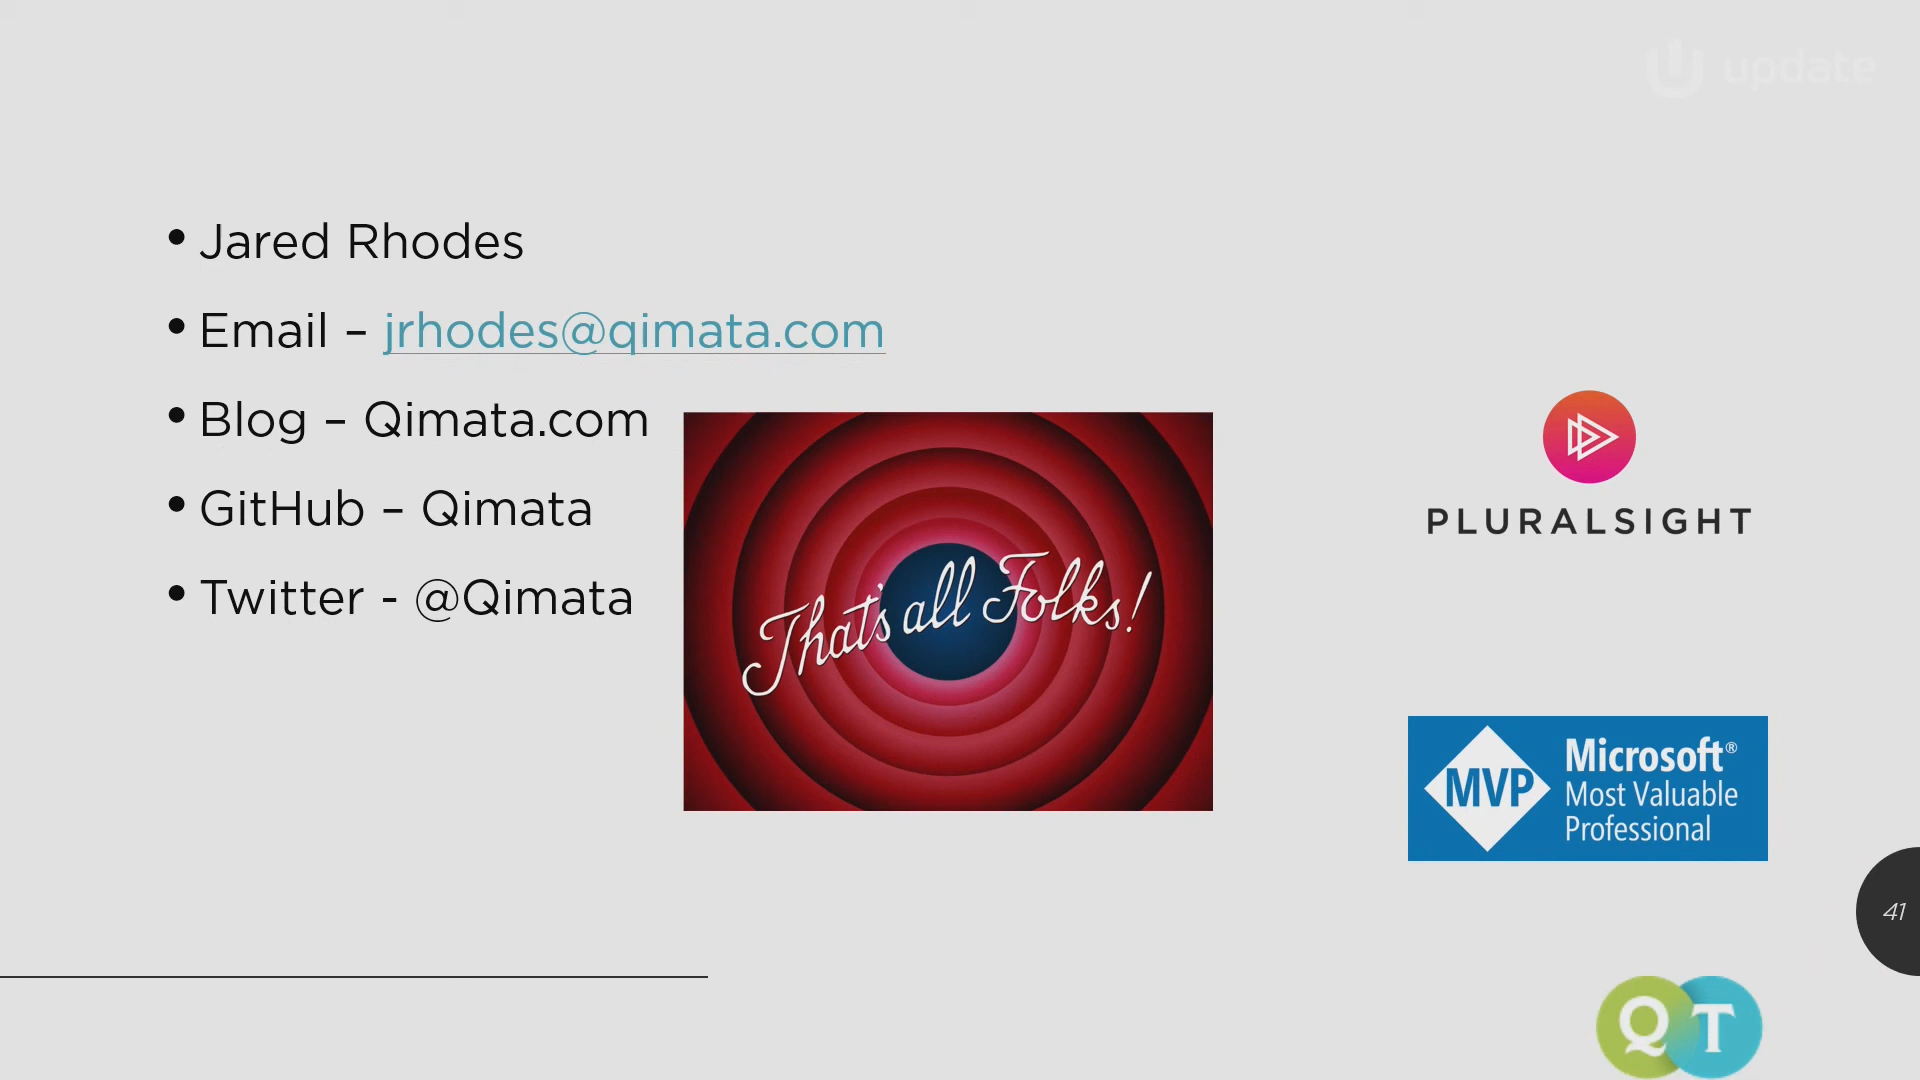 update
• Jared Rhodes
• Email – jrhodes@qimata.com
• Blog – Qimata.com
• GitHub – Qimata
• Twitter - @Qimata
That's all Folks!
PLURALSIGHT
MVP
Microsoft®
Most Valuable
Professional
41
QT